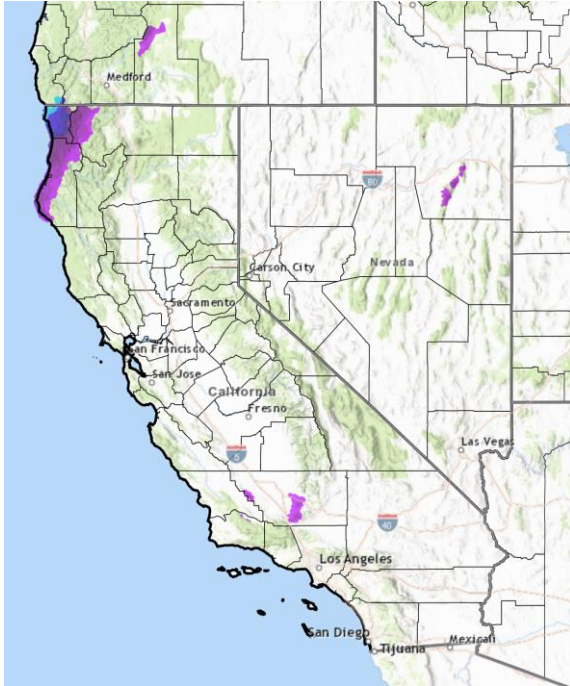 Medford
80
Carson City
Nevada
Sacramento
San Francisco
San Jose
California
Fresno
5
Las Vegas
40
Los Angeles
San Diego
Tijuana
Mexicali